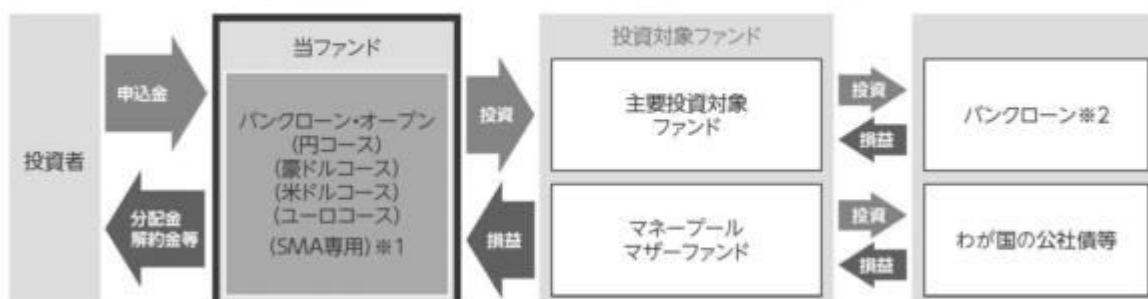 投資者
申込金
分配金
解約金等
当ファンド
バンクローン・オープン
(円コース)
(豪ドルコース)
(米ドルコース)
(ユーロコース)
(SMA専用)※1
投資
損益
投資対象ファンド
主要投資対象
ファンド
マネープール
マザーファンド
投資
損益
投資
損益
バンクローン※2
わが国の公社債等